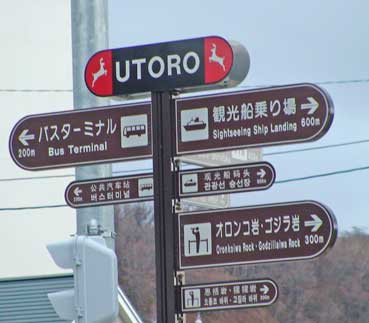 UTORO
バスターミナル
200m
Bus Terminal
観光船乗り場
Sightseeing Ship Landing
600m
公共汽车站
버스터미널
观光船码头
관광선 승선장
オロンコ岩・ゴジラ岩
Oronkoiwa Rock・Godzillaiwa Rock
300m